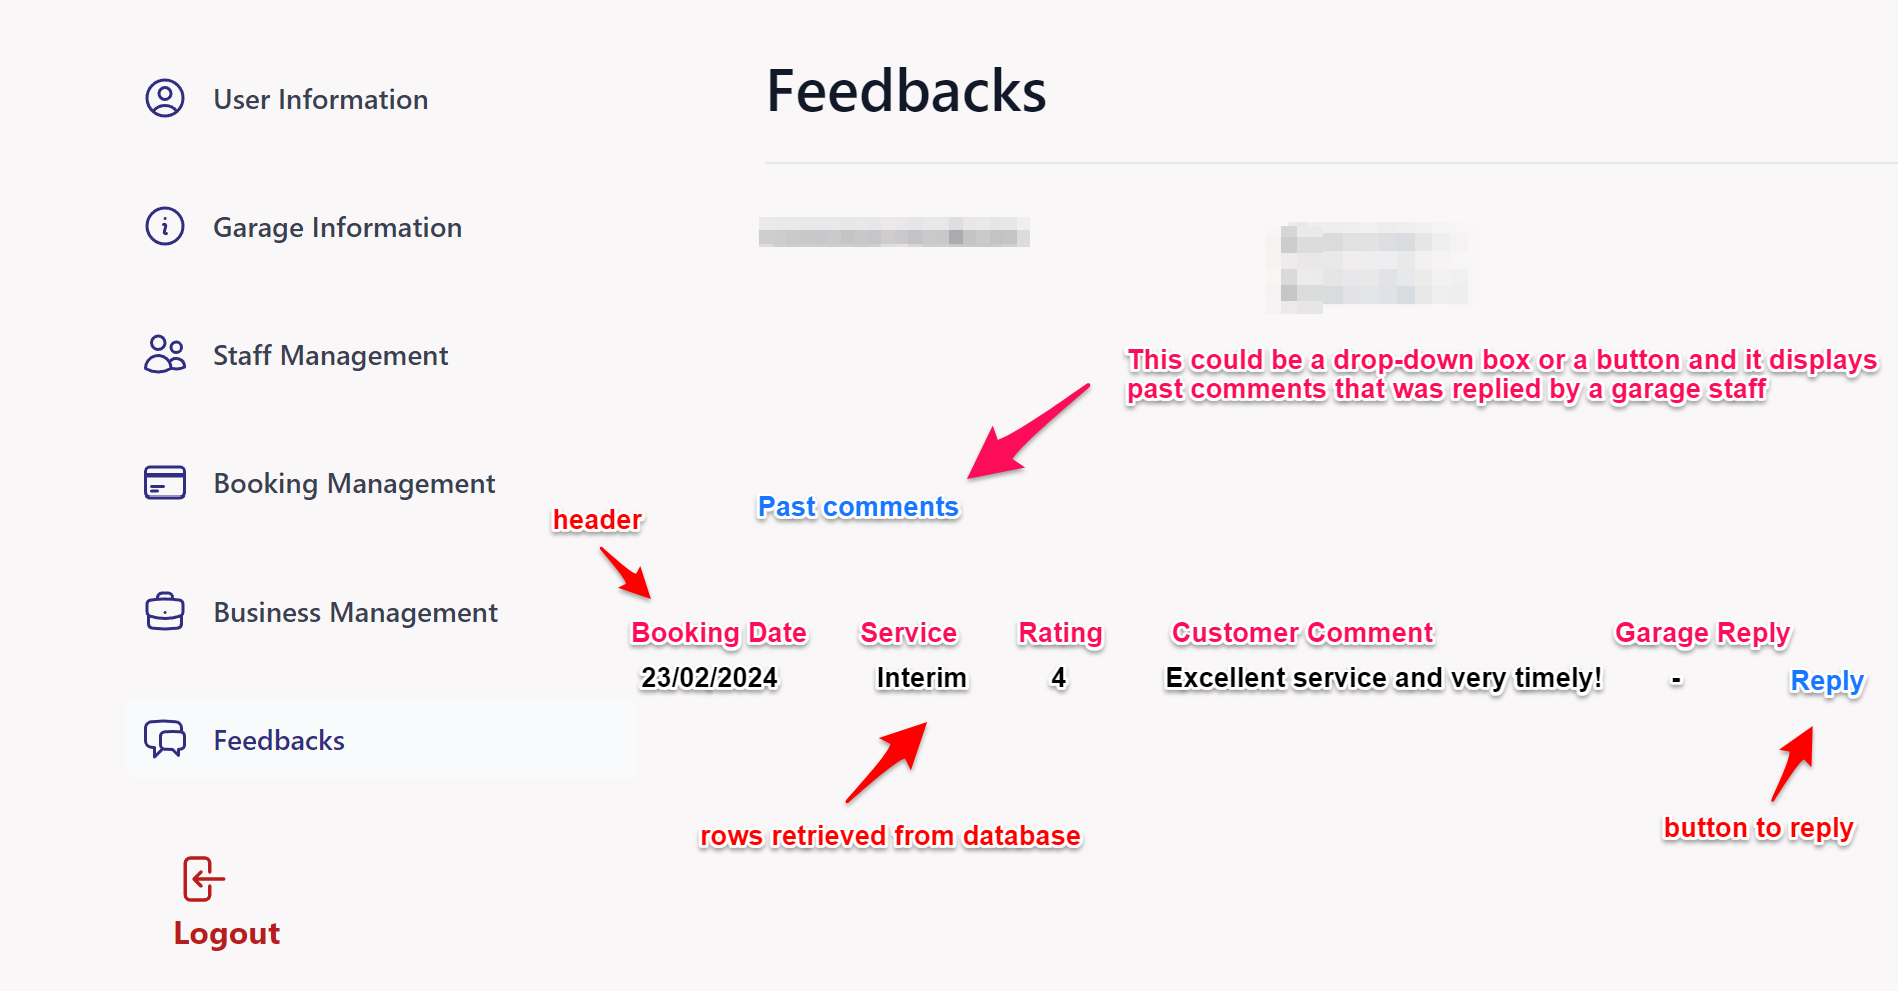 User Information
Garage Information
Staff Management
Booking Management
Business Management
Feedbacks
Logout
Feedbacks
This could be a drop-down box or a button and it displays
past comments that was replied by a garage staff
Past comments
header
Booking Date Service Rating Customer Comment Garage Reply
23/02/2024 Interim 4 Excellent service and very timely! - Reply
rows retrieved from database
button to reply